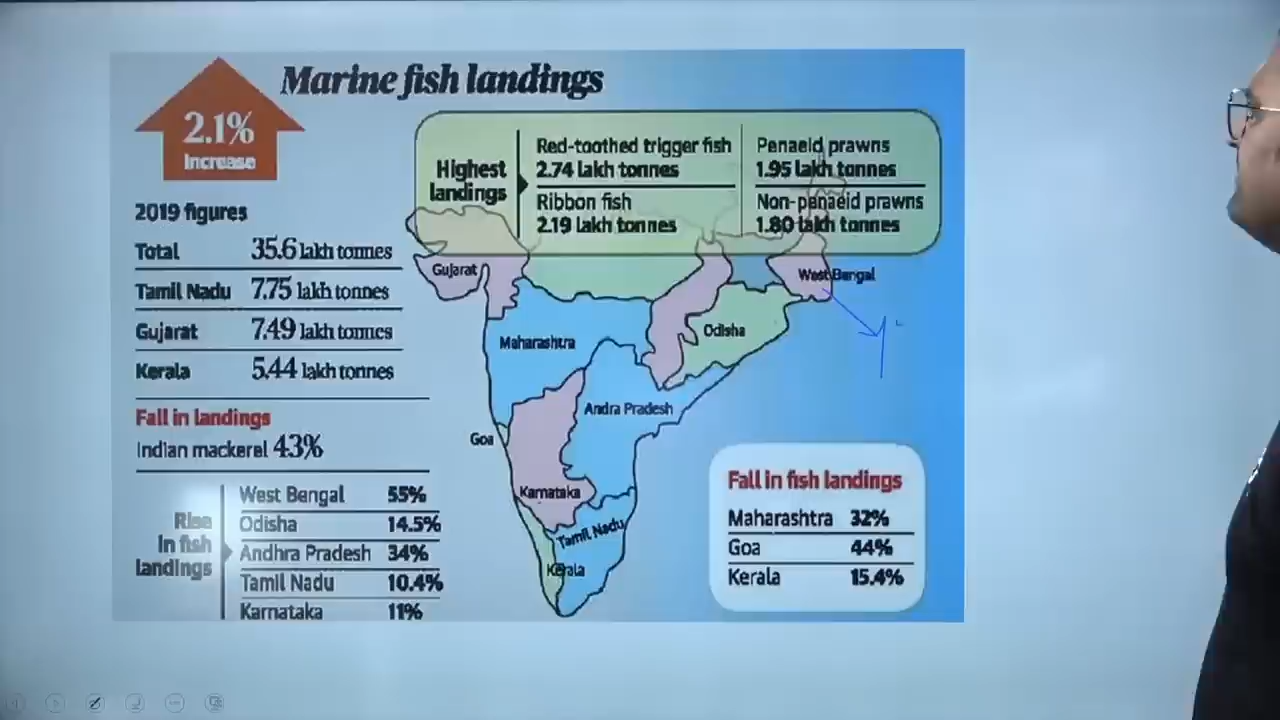 Marine fish landings
2.1%
Increase
2019 figures
Total 35.6 lakh tonnes
Tamil Nadu 7.75 lakh tonnes
Gujarat 7.49 lakh tonnes
Kerala 5.44 lakh tonnes
Fall in landings
Indian mackerel 43%
Rise
in fish
landings
West Bengal 55%
Odisha 14.5%
Andhra Pradesh 34%
Tamil Nadu 10.4%
Karnataka 11%
Highest
landings
Red-toothed trigger fish
2.74 lakh tonnes
Ribbon fish
2.19 lakh tonnes
Penaeid prawns
1.95 lakh tonnes
Non-penaeid prawns
1.80 lakh tonnes
Gujarat
West Bengal
Odisha
Maharashtra
Andra Pradesh
Goa
Karnataka
Tamil Nadu
Kerala
Fall in fish landings
Maharashtra 32%
Goa 44%
Kerala 15.4%